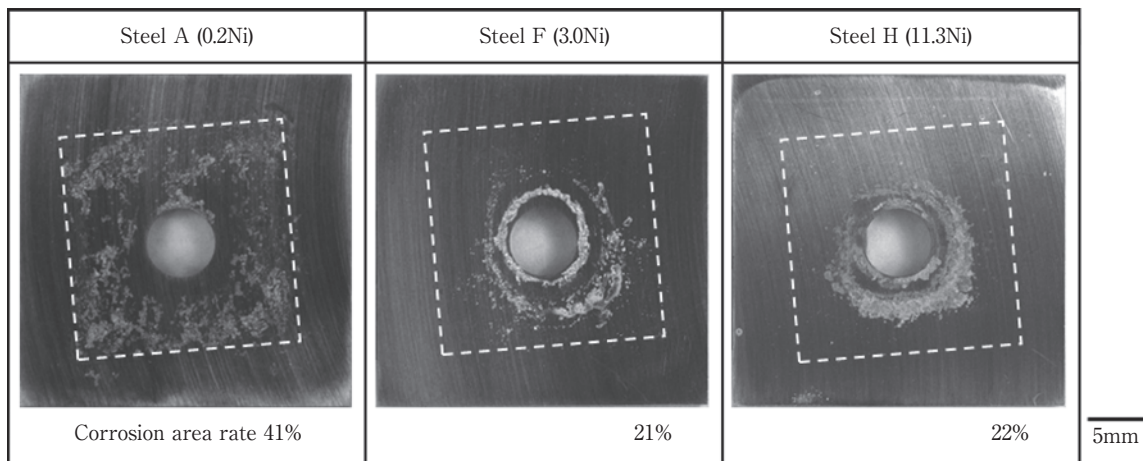 Steel A (0.2Ni)
Steel F (3.0Ni)
Steel H (11.3Ni)
Corrosion area rate 41%
21%
22%
5mm